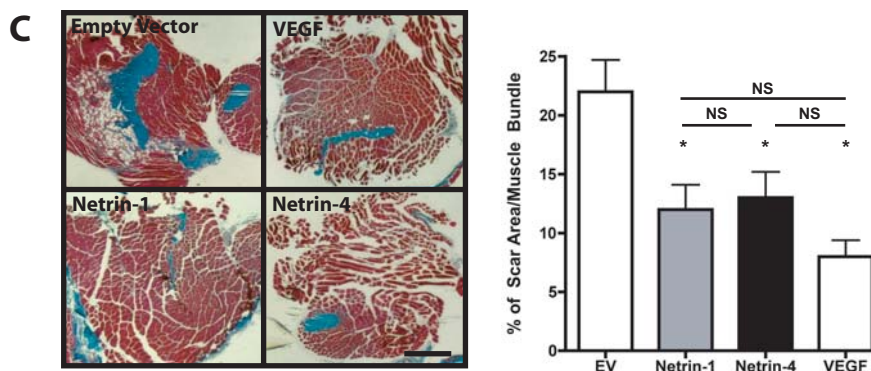 C
Empty Vector
VEGF
Netrin-1
Netrin-4
% of Scar Area/Muscle Bundle
25
20
15
10
5
0
NS
NS
NS
*
*
*
EV
Netrin-1
Netrin-4
VEGF